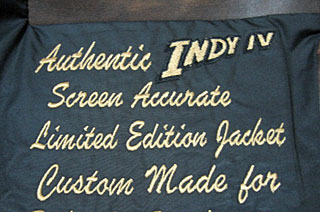 Authentic INDY IV
Screen Accurate
Limited Edition Jacket
Custom Made for